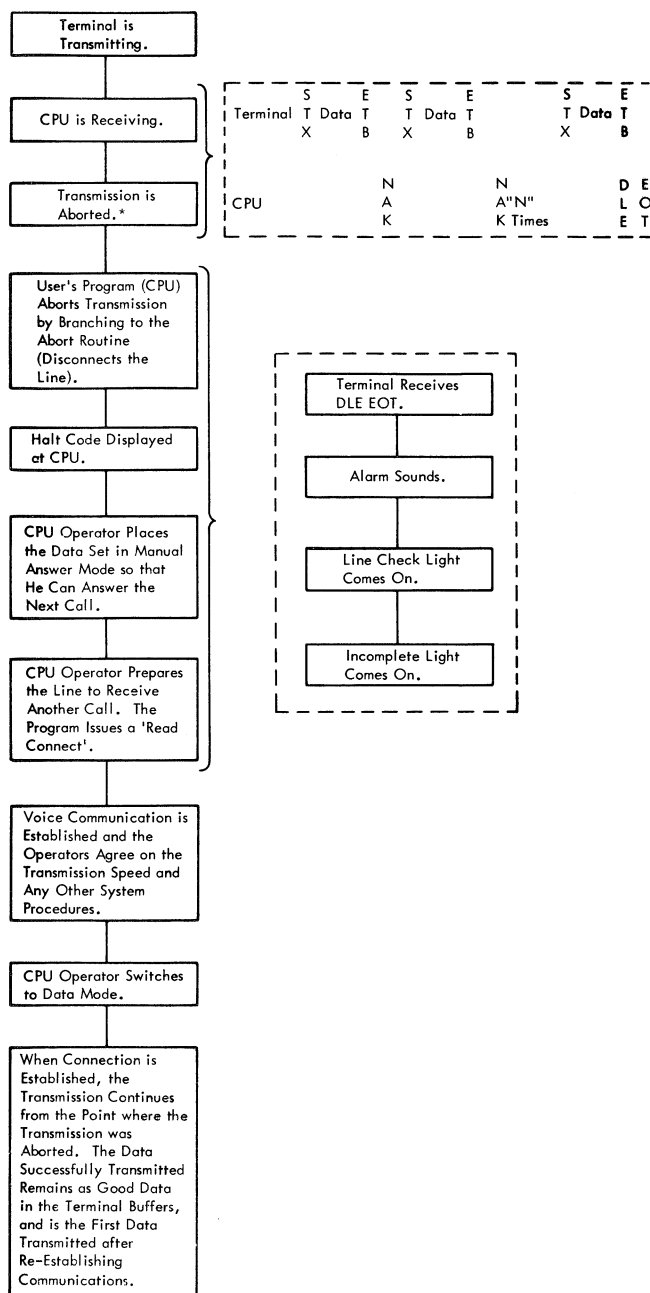 Terminal is
Transmitting.
CPU is Receiving.
Transmission is
Aborted.*
S E S E S E
Terminal T Data T T Data T T Data T
X B X B X B
N N D E
CPU A A"N" L O
K K Times E T
User's Program (CPU)
Aborts Transmission
by Branching to the
Abort Routine
(Disconnects the
Line).
Halt Code Displayed
at CPU.
CPU Operator Places
the Data Set in Manual
Answer Mode so that
He Can Answer the
Next Call.
CPU Operator Prepares
the Line to Receive
Another Call. The
Program Issues a 'Read
Connect'.
Terminal Receives
DLE EOT.
Alarm Sounds.
Line Check Light
Comes On.
Incomplete Light
Comes On.
Voice Communication is
Established and the
Operators Agree on the
Transmission Speed and
Any Other System
Procedures.
CPU Operator Switches
to Data Mode.
When Connection is
Established, the
Transmission Continues
from the Point where the
Transmission was
Aborted. The Data
Successfully Transmitted
Remains as Good Data
in the Terminal Buffers,
and is the First Data
Transmitted after
Re-Establishing
Communications.